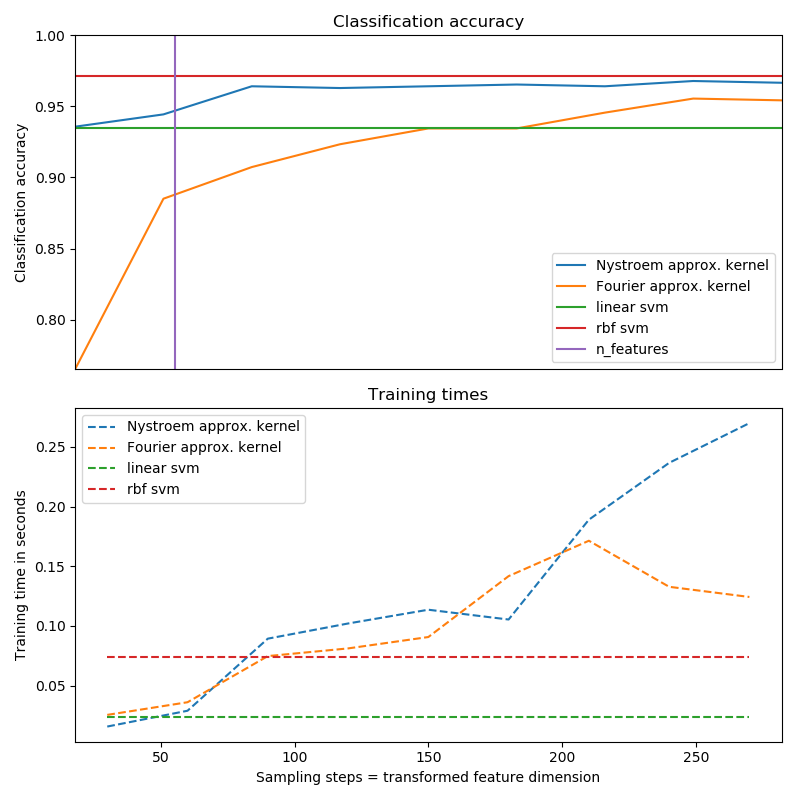 Classification accuracy
1.00
0.95
0.90
0.85
0.80
Classification accuracy
Nystroem approx. kernel
Fourier approx. kernel
linear svm
rbf svm
n_features
Training times
0.25
0.20
0.15
0.10
0.05
Training time in seconds
Nystroem approx. kernel
Fourier approx. kernel
linear svm
rbf svm
50 100 150 200 250
Sampling steps = transformed feature dimension